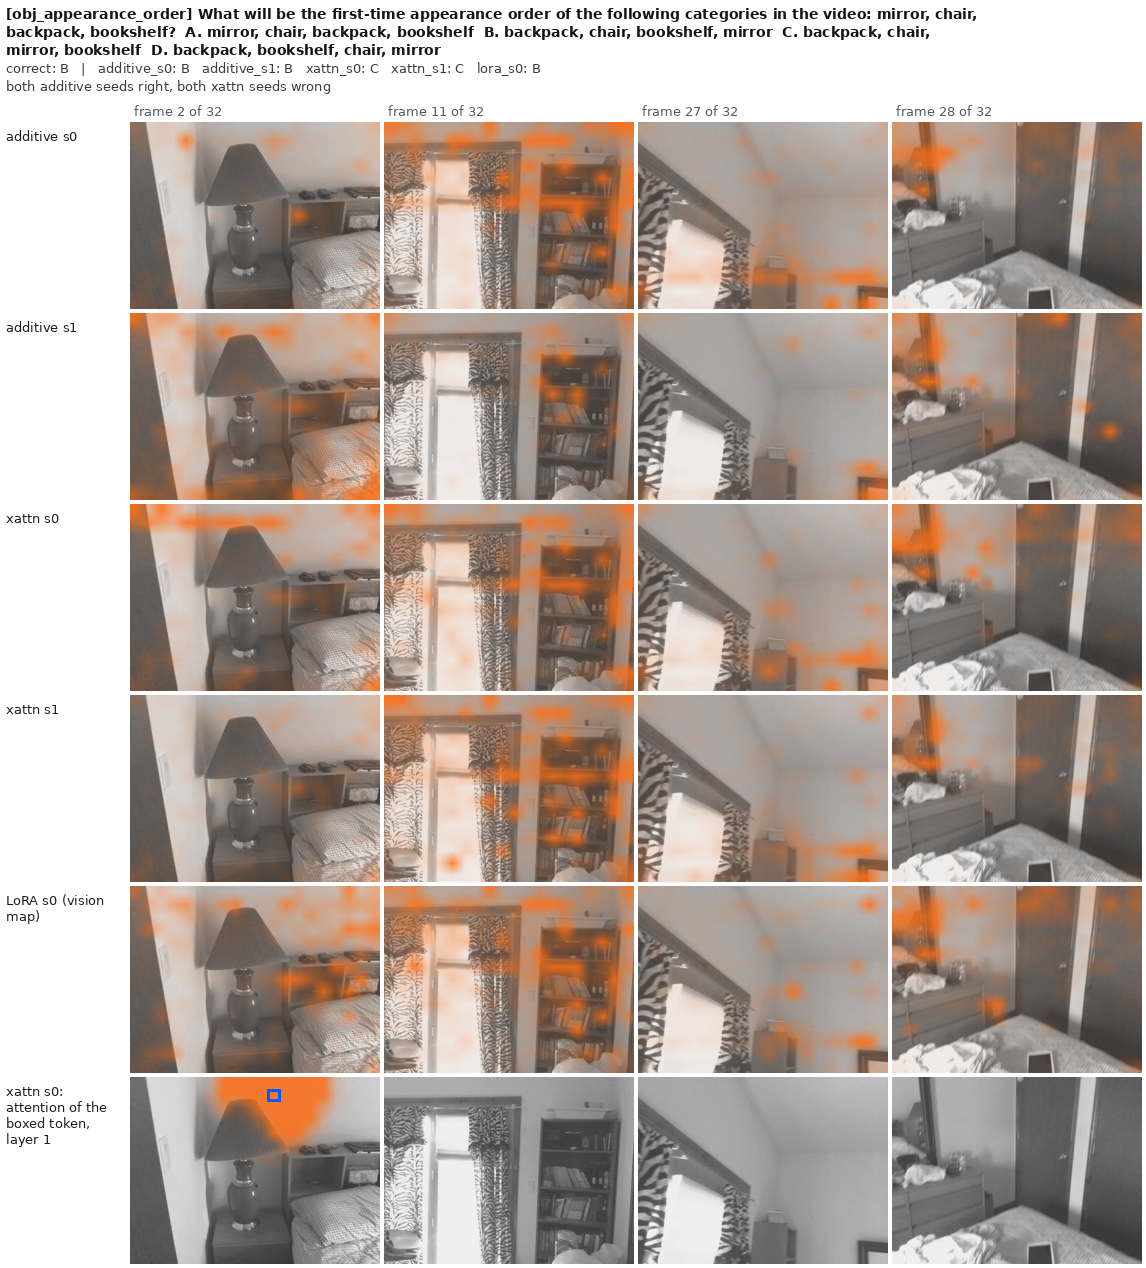 [obj_appearance_order] What will be the first-time appearance order of the following categories in the video: mirror, chair,
backpack, bookshelf?  A. mirror, chair, backpack, bookshelf  B. backpack, chair, bookshelf, mirror  C. backpack, chair,
mirror, bookshelf  D. backpack, bookshelf, chair, mirror
correct: B   |   additive_s0: B   additive_s1: B   xattn_s0: C   xattn_s1: C   lora_s0: B
both additive seeds right, both xattn seeds wrong
frame 2 of 32
frame 11 of 32
frame 27 of 32
frame 28 of 32
additive s0
additive s1
xattn s0
xattn s1
LoRA s0 (vision
map)
xattn s0:
attention of the
boxed token,
layer 1